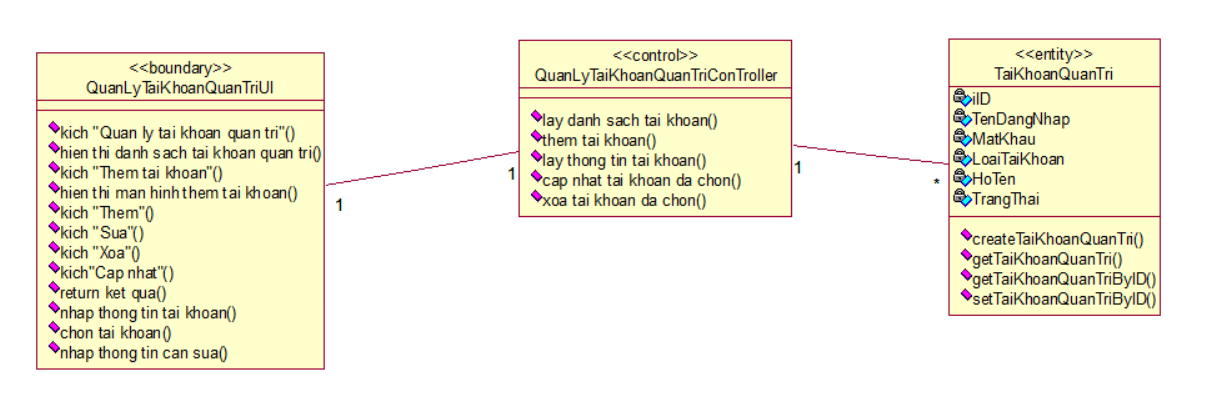 <<boundary>>
QuanLyTaiKhoanQuanTriUI
kich "Quan ly tai khoan quan tri"()
hien thi danh sach tai khoan quan tri()
kich "Them tai khoan"()
hien thi man hinh them tai khoan()
kich "Them"()
kich "Sua"()
kich "Xoa"()
kich"Cap nhat"()
return ket qua()
nhap thong tin tai khoan()
chon tai khoan()
nhap thong tin can sua()
1
1
<<control>>
QuanLyTaiKhoanQuanTriConTroller
lay danh sach tai khoan()
them tai khoan()
lay thong tin tai khoan()
cap nhat tai khoan da chon()
xoa tai khoan da chon()
1
*
<<entity>>
TaiKhoanQuanTri
iID
TenDangNhap
MatKhau
LoaiTaiKhoan
HoTen
TrangThai
createTaiKhoanQuanTri()
getTaiKhoanQuanTri()
getTaiKhoanQuanTriByID()
setTaiKhoanQuanTriByID()